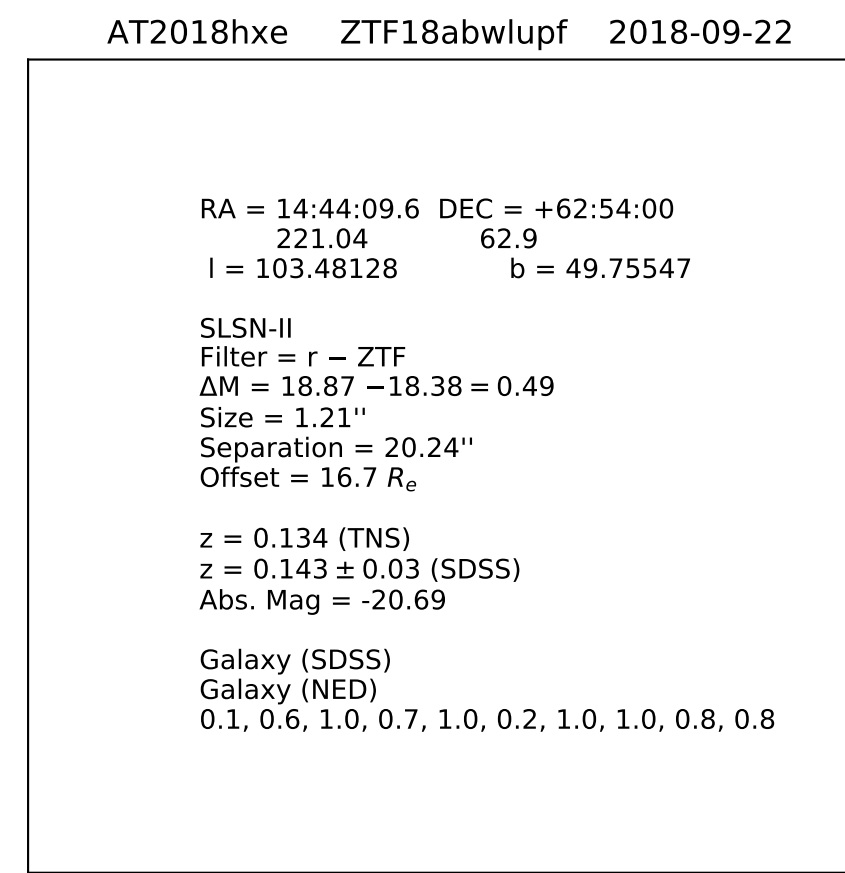 AT2018hxe ZTF18abwlupf 2018-09-22
RA = 14:44:09.6 DEC = +62:54:00
221.04 62.9
l = 103.48128 b = 49.75547
SLSN-II
Filter = r − ZTF
ΔM = 18.87 −18.38 = 0.49
Size = 1.21''
Separation = 20.24''
Offset = 16.7 Re
z = 0.134 (TNS)
z = 0.143 ± 0.03 (SDSS)
Abs. Mag = -20.69
Galaxy (SDSS)
Galaxy (NED)
0.1, 0.6, 1.0, 0.7, 1.0, 0.2, 1.0, 1.0, 0.8, 0.8